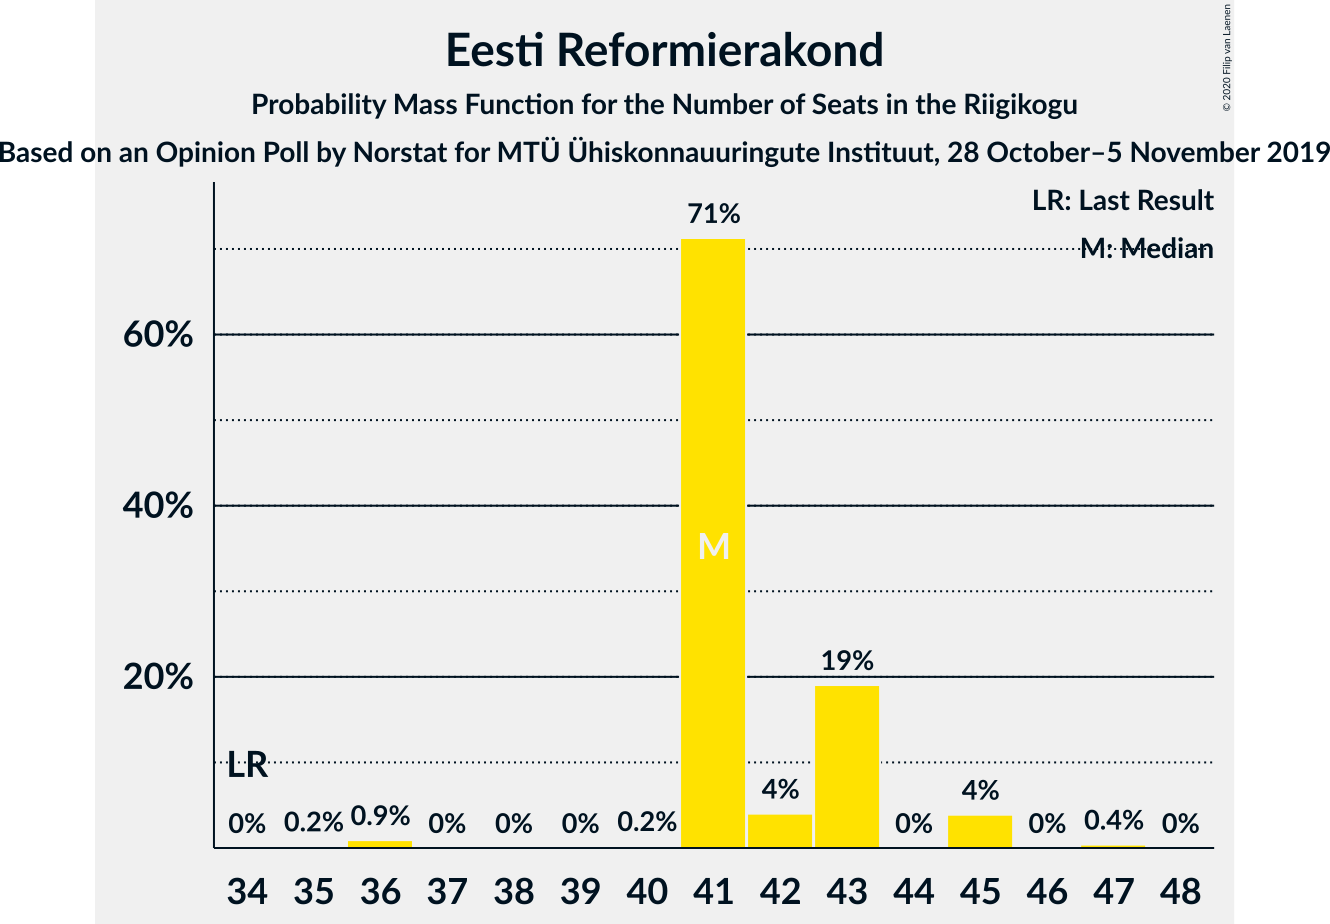 Eesti Reformierakond
Probability Mass Function for the Number of Seats in the Riigikogu
Based on an Opinion Poll by Norstat for MTÜ Ühiskonnauuringute Instituut, 28 October–5 November 2019
© 2020 Filip van Laenen
LR: Last Result
M: Median
71%
60%
40%
M
20%
19%
LR
0% 0.2% 0.9% 0% 0% 0% 0.2% 4% 0% 4% 0% 0.4% 0%
34 35 36 37 38 39 40 41 42 43 44 45 46 47 48